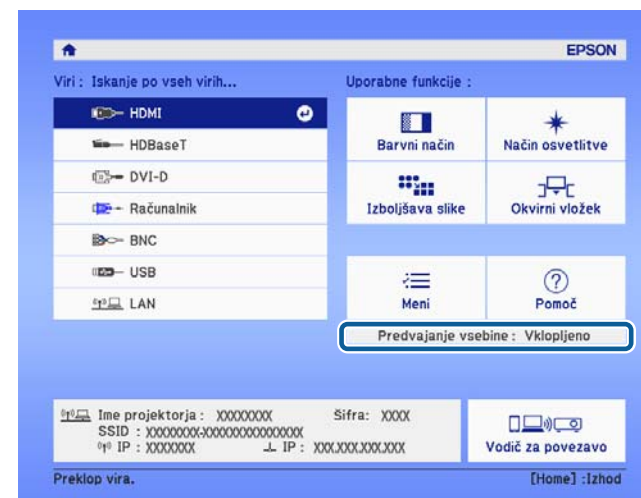 EPSON
Viri : Iskanje po vseh virih...
HDMI
HDBaseT
DVI-D
Računalnik
BNC
USB
LAN
Uporabne funkcije :
Barvni način
Način osvetlitve
Izboljšava slike
Okvirni vložek
Meni
Pomoč
Predvajanje vsebine : Vklopljeno
Ime projektorja : XXXXXXXX Šifra: XXXX
SSID : XXXXXXXX-XXXXXXXXXXXXXXX
IP : XXXXXXX IP : XXX.XXX.XXX.XXX
Vodič za povezavo
Preklop vira.
[Home] :Izhod